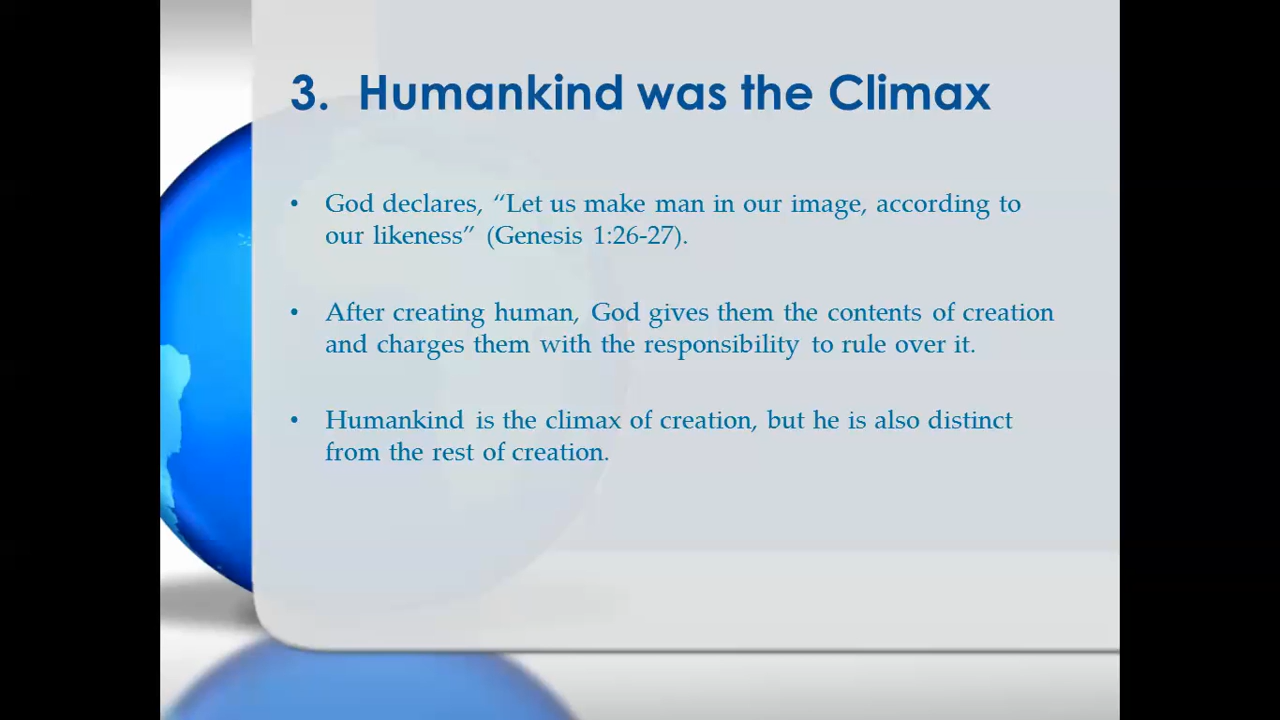 3. Humankind was the Climax
• God declares, “Let us make man in our image, according to
our likeness” (Genesis 1:26-27).
• After creating human, God gives them the contents of creation
and charges them with the responsibility to rule over it.
• Humankind is the climax of creation, but he is also distinct
from the rest of creation.